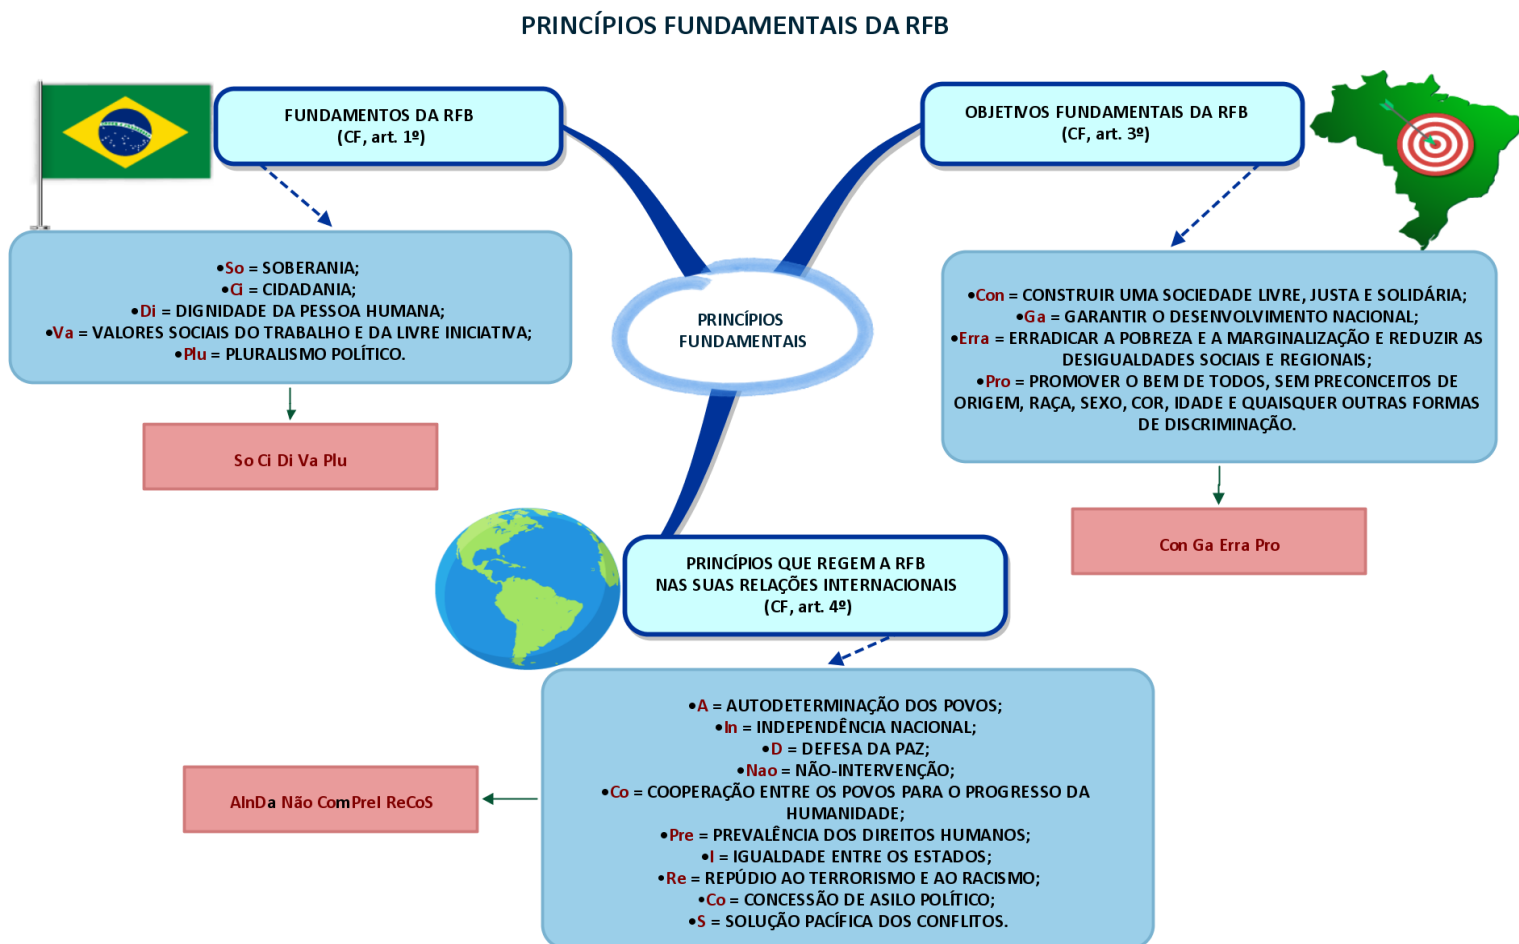 PRINCÍPIOS FUNDAMENTAIS DA RFB
FUNDAMENTOS DA RFB
(CF, art. 1º)
•So = SOBERANIA;
•Ci = CIDADANIA;
•Di = DIGNIDADE DA PESSOA HUMANA;
•Va = VALORES SOCIAIS DO TRABALHO E DA LIVRE INICIATIVA;
•Plu = PLURALISMO POLÍTICO.
So Ci Di Va Plu
OBJETIVOS FUNDAMENTAIS DA RFB
(CF, art. 3º)
•Con = CONSTRUIR UMA SOCIEDADE LIVRE, JUSTA E SOLIDÁRIA;
•Ga = GARANTIR O DESENVOLVIMENTO NACIONAL;
•Erra = ERRADICAR A POBREZA E A MARGINALIZAÇÃO E REDUZIR AS
DESIGUALDADES SOCIAIS E REGIONAIS;
•Pro = PROMOVER O BEM DE TODOS, SEM PRECONCEITOS DE
ORIGEM, RAÇA, SEXO, COR, IDADE E QUAISQUER OUTRAS FORMAS
DE DISCRIMINAÇÃO.
Con Ga Erra Pro
PRINCÍPIOS
FUNDAMENTAIS
PRINCÍPIOS QUE REGEM A RFB
NAS SUAS RELAÇÕES INTERNACIONAIS
(CF, art. 4º)
•A = AUTODETERMINAÇÃO DOS POVOS;
•In = INDEPENDÊNCIA NACIONAL;
•D = DEFESA DA PAZ;
•Nao = NÃO-INTERVENÇÃO;
•Co = COOPERAÇÃO ENTRE OS POVOS PARA O PROGRESSO DA
HUMANIDADE;
•Pre = PREVALÊNCIA DOS DIREITOS HUMANOS;
•I = IGUALDADE ENTRE OS ESTADOS;
•Re = REPÚDIO AO TERRORISMO E AO RACISMO;
•Co = CONCESSÃO DE ASILO POLÍTICO;
•S = SOLUÇÃO PACÍFICA DOS CONFLITOS.
AInDa Não ComPreI ReCoS